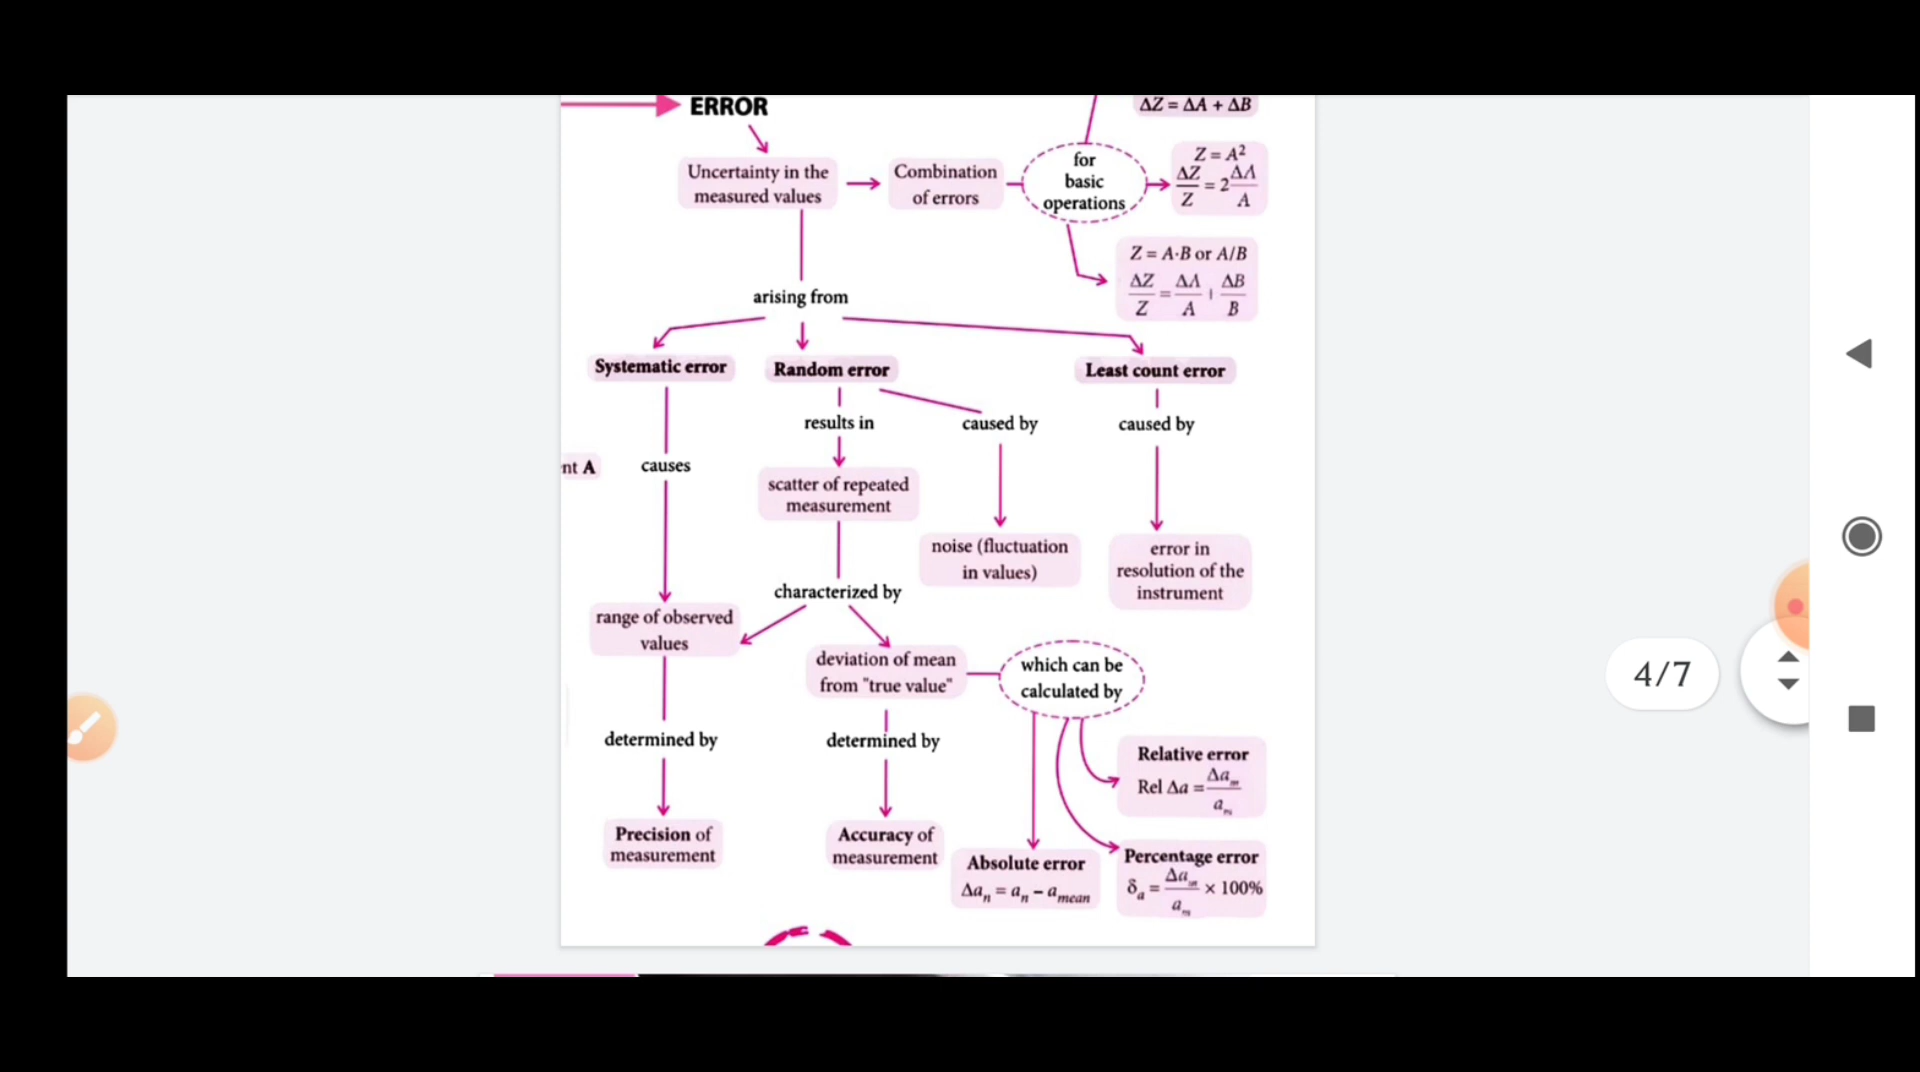 ERROR
ΔZ = ΔA + ΔB
Uncertainty in the
measured values
Combination
of errors
for
basic
operations
Z = A²
ΔZ/Z = 2 ΔA/A
Z = A·B or A/B
ΔZ/Z = ΔA/A + ΔB/B
arising from
Systematic error
Random error
Least count error
results in
caused by
caused by
nt A
causes
scatter of repeated
measurement
noise (fluctuation
in values)
error in
resolution of the
instrument
characterized by
range of observed
values
deviation of mean
from "true value"
which can be
calculated by
determined by
determined by
Relative error
Rel Δa = Δaₘ/aₘ
Precision of
measurement
Accuracy of
measurement
Absolute error
Δaₙ = aₙ – a mean
Percentage error
δₐ = Δaₘ/aₘ × 100%
4/7